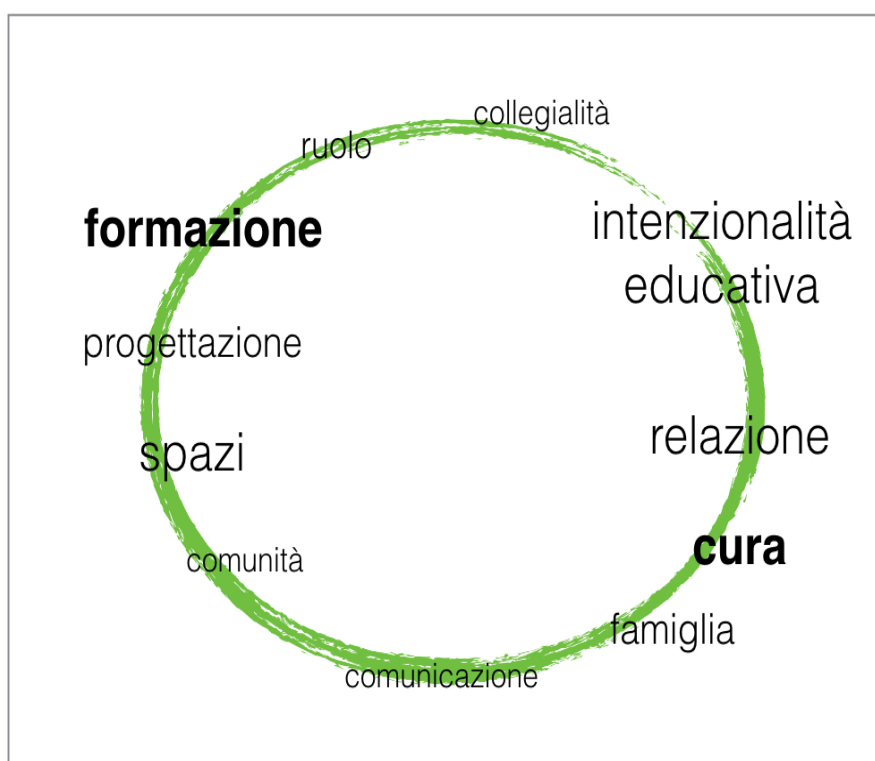 collegialità
ruolo
formazione
intenzionalità
educativa
progettazione
relazione
spazi
cura
comunità
famiglia
comunicazione